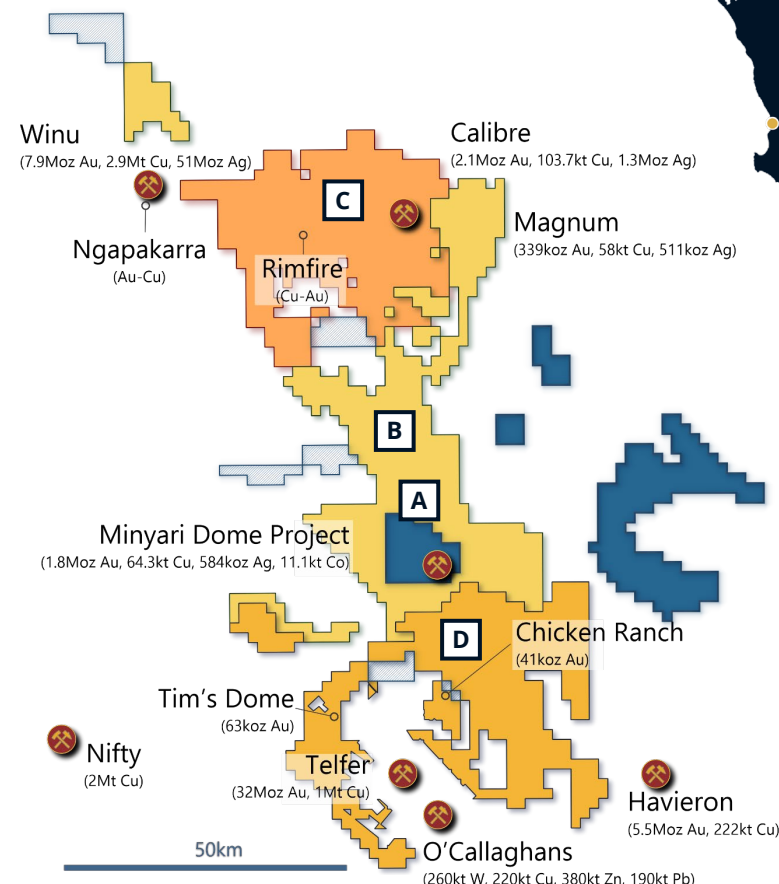 Winu
(7.9Moz Au, 2.9Mt Cu, 51Moz Ag)
Calibre
(2.1Moz Au, 103.7kt Cu, 1.3Moz Ag)
C
Magnum
(339koz Au, 58kt Cu, 511koz Ag)
Ngapakarra
(Au-Cu)
Rimfire
(Cu-Au)
B
A
Minyari Dome Project
(1.8Moz Au, 64.3kt Cu, 584koz Ag, 11.1kt Co)
D
Chicken Ranch
(41koz Au)
Tim's Dome
(63koz Au)
Nifty
(2Mt Cu)
Telfer
(32Moz Au, 1Mt Cu)
Havieron
(5.5Moz Au, 222kt Cu)
50km
O'Callaghans
(260kt W, 220kt Cu, 380kt Zn, 190kt Pb)